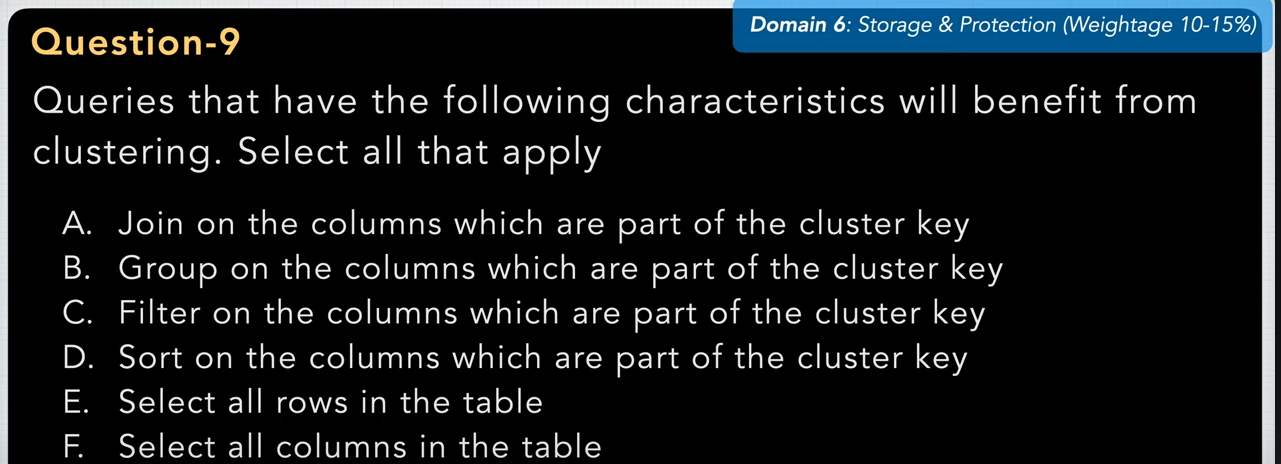 Domain 6: Storage & Protection (Weightage 10-15%)
Question-9
Queries that have the following characteristics will benefit from
clustering. Select all that apply
A. Join on the columns which are part of the cluster key
B. Group on the columns which are part of the cluster key
C. Filter on the columns which are part of the cluster key
D. Sort on the columns which are part of the cluster key
E. Select all rows in the table
F. Select all columns in the table